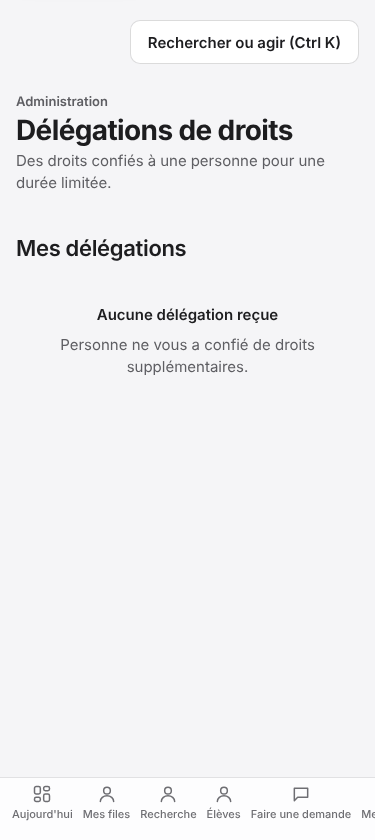 Rechercher ou agir (Ctrl K)
Administration
Délégations de droits
Des droits confiés à une personne pour une
durée limitée.
Mes délégations
Aucune délégation reçue
Personne ne vous a confié de droits
supplémentaires.
Aujourd'hui
Mes files
Recherche
Élèves
Faire une demande